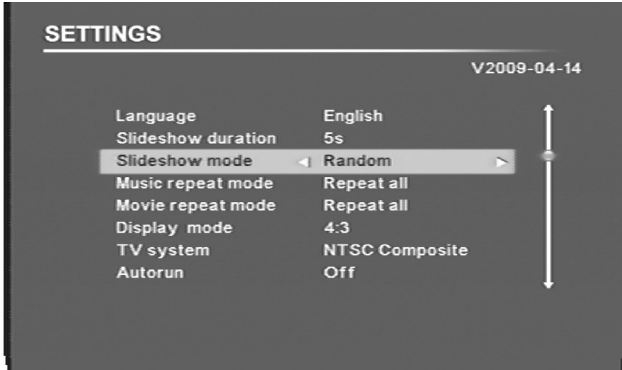 SETTINGS
V2009-04-14
Language English
Slideshow duration 5s
Slideshow mode Random
Music repeat mode Repeat all
Movie repeat mode Repeat all
Display mode 4:3
TV system NTSC Composite
Autorun Off